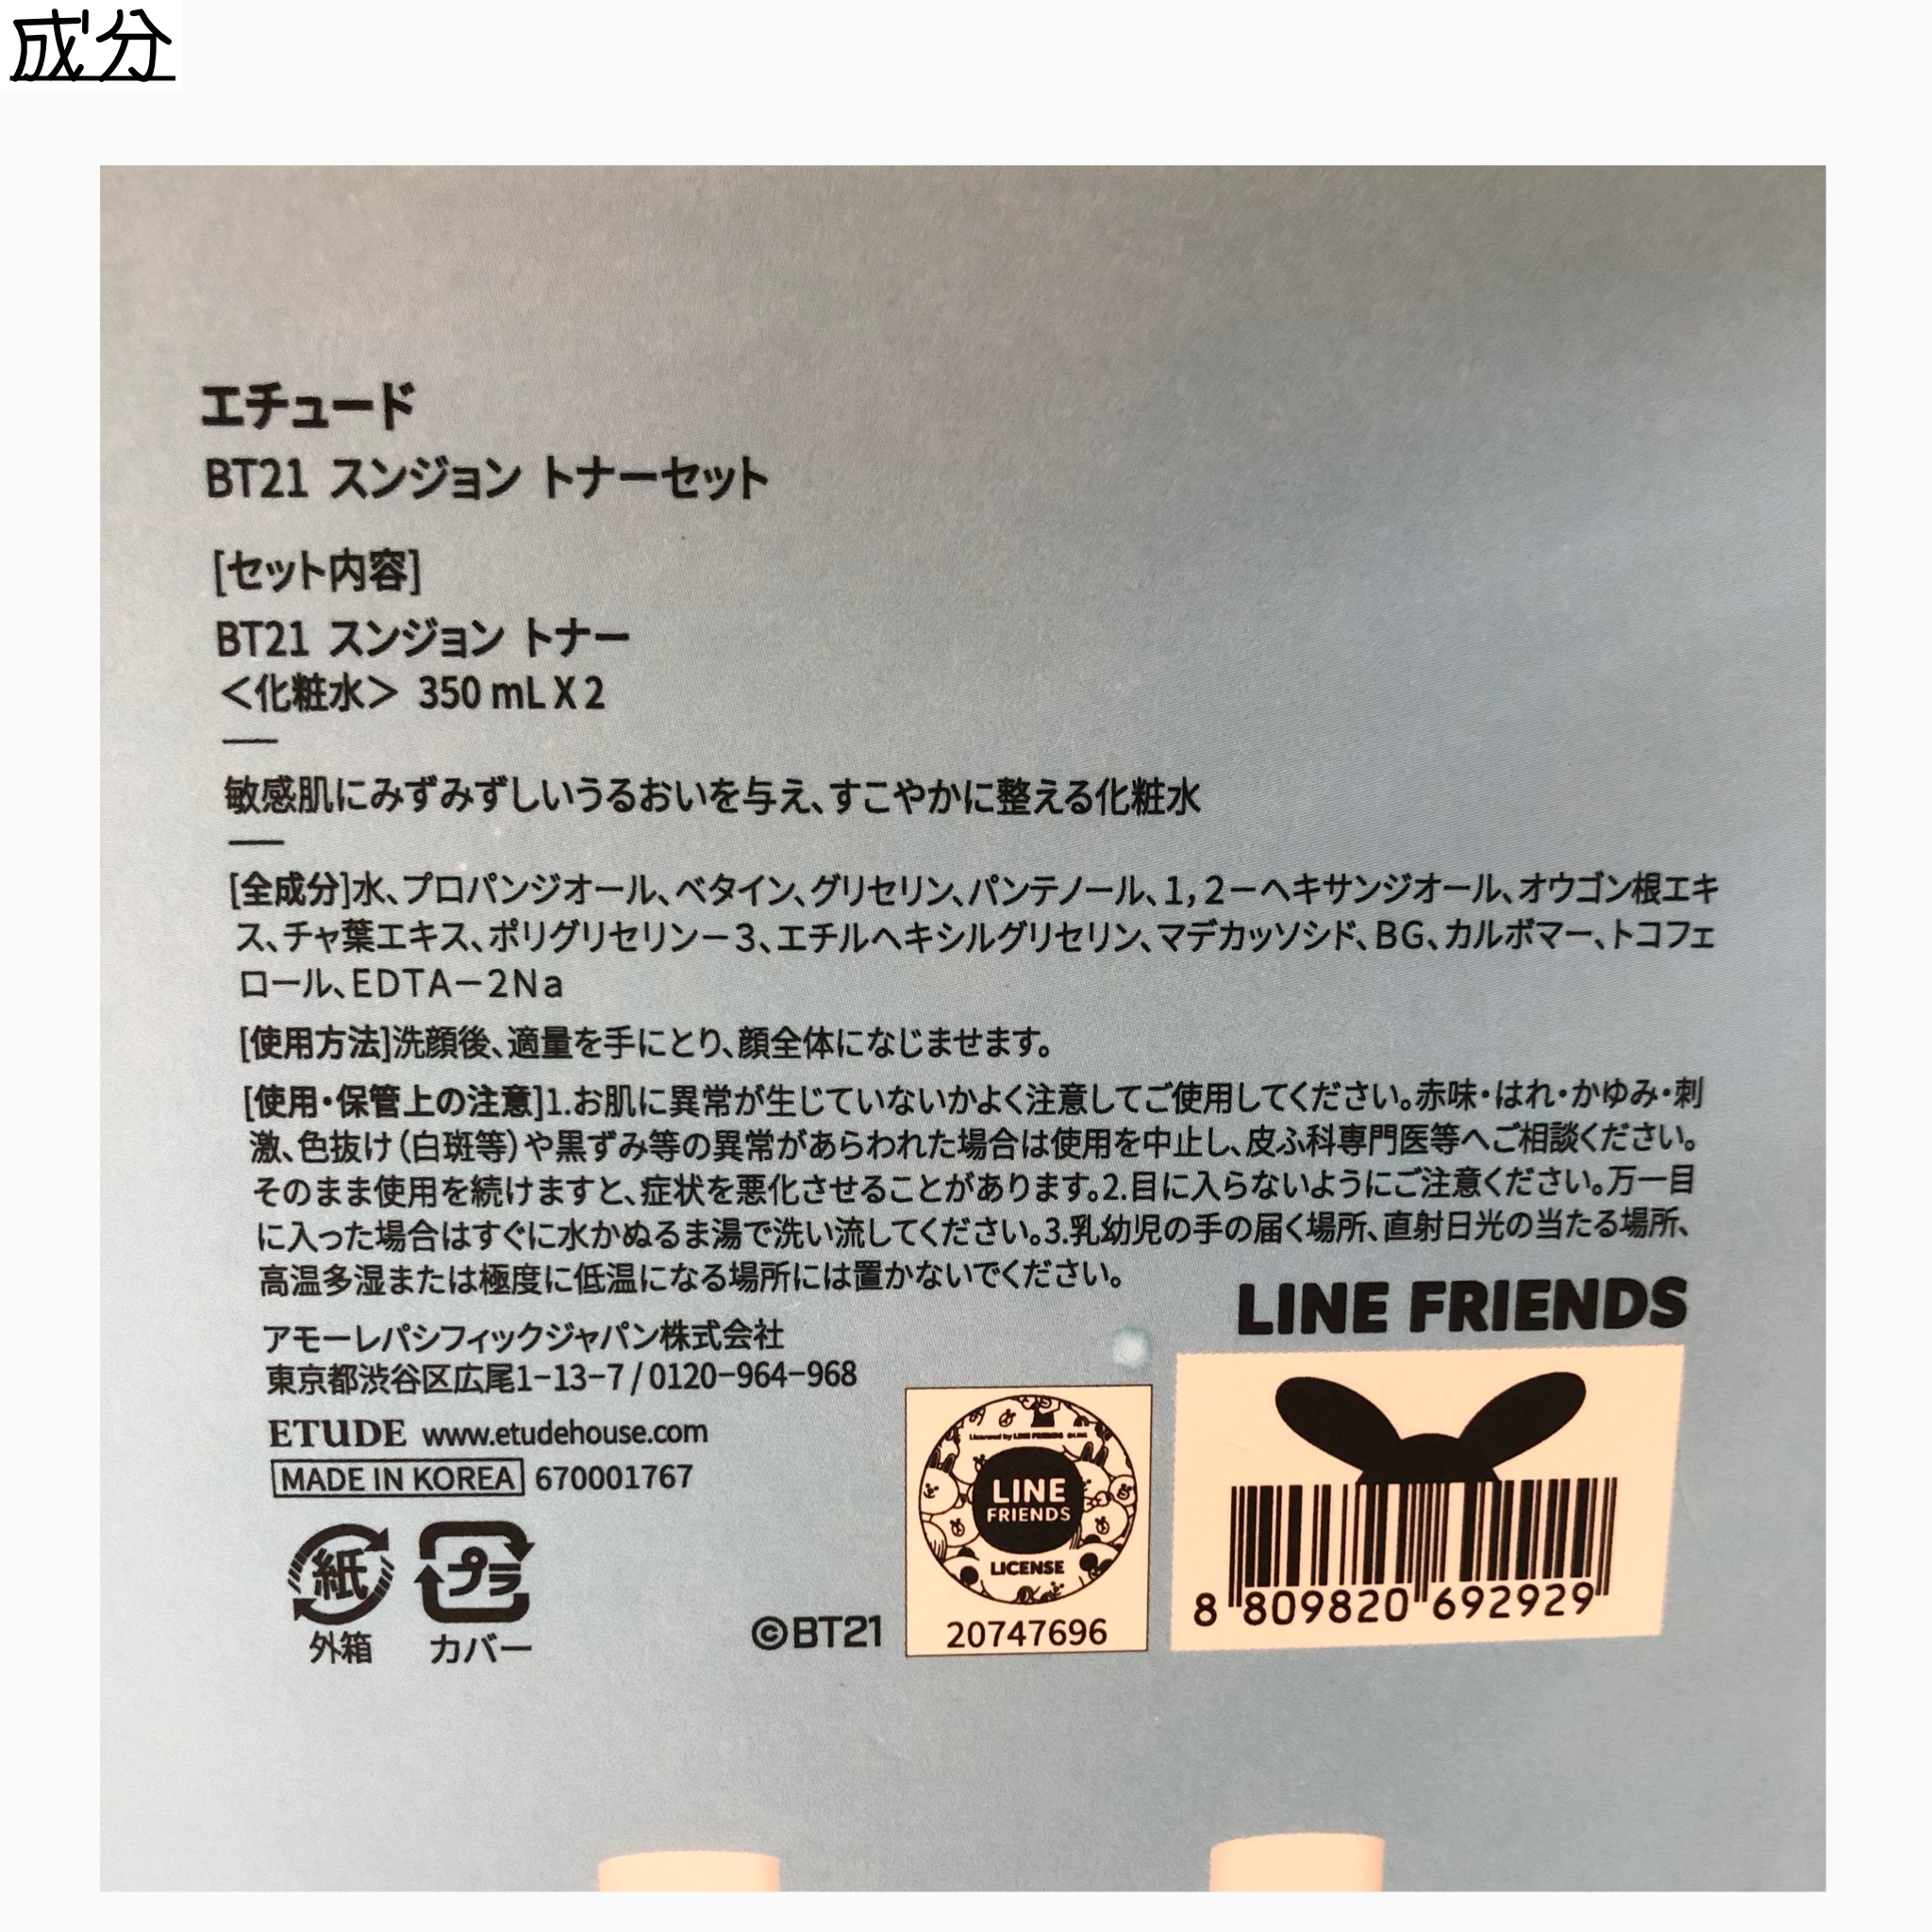 成分
エチュード
BT21 スンジョン トナーセット
[セット内容]
BT21 スンジョン トナー
＜化粧水＞ 350 mL X 2
敏感肌にみずみずしいうるおいを与え、すこやかに整える化粧水
[全成分]水、プロパンジオール、ベタイン、グリセリン、パンテノール、1,2－ヘキサンジオール、オウゴン根エキ
ス、チャ葉エキス、ポリグリセリン－3、エチルヘキシルグリセリン、マデカッソシド、BG、カルボマー、トコフェ
ロール、EDTA－2Na
[使用方法]洗顔後、適量を手にとり、顔全体になじませます。
[使用・保管上の注意]1.お肌に異常が生じていないかよく注意してご使用してください。赤味・はれ・かゆみ・刺
激、色抜け（白斑等）や黒ずみ等の異常があらわれた場合は使用を中止し、皮ふ科専門医等へご相談ください。
そのまま使用を続けますと、症状を悪化させることがあります。2.目に入らないようにご注意ください。万一目
に入った場合はすぐに水かぬるま湯で洗い流してください。3.乳幼児の手の届く場所、直射日光の当たる場所、
高温多湿または極度に低温になる場所には置かないでください。
LINE FRIENDS
アモーレパシフィックジャパン株式会社
東京都渋谷区広尾1-13-7 / 0120-964-968
ETUDE www.etudehouse.com
MADE IN KOREA 670001767
紙 プラ
外箱 カバー
©BT21
Licensed by LINE FRIENDS ©LINE
LINE
FRIENDS
LICENSE
20747696
8 809820 692929